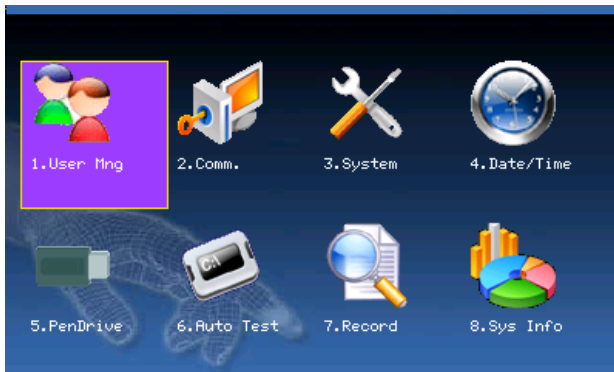 1.User Mng
2.Comm.
3.System
4.Date/Time
C:\
5.PenDrive
6.Auto Test
7.Record
8.Sys Info